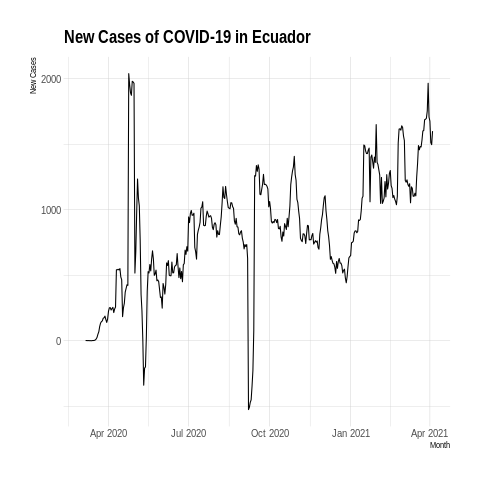 New Cases of COVID-19 in Ecuador
New Cases
2000
1000
0
Apr 2020 Jul 2020 Oct 2020 Jan 2021 Apr 2021
Month